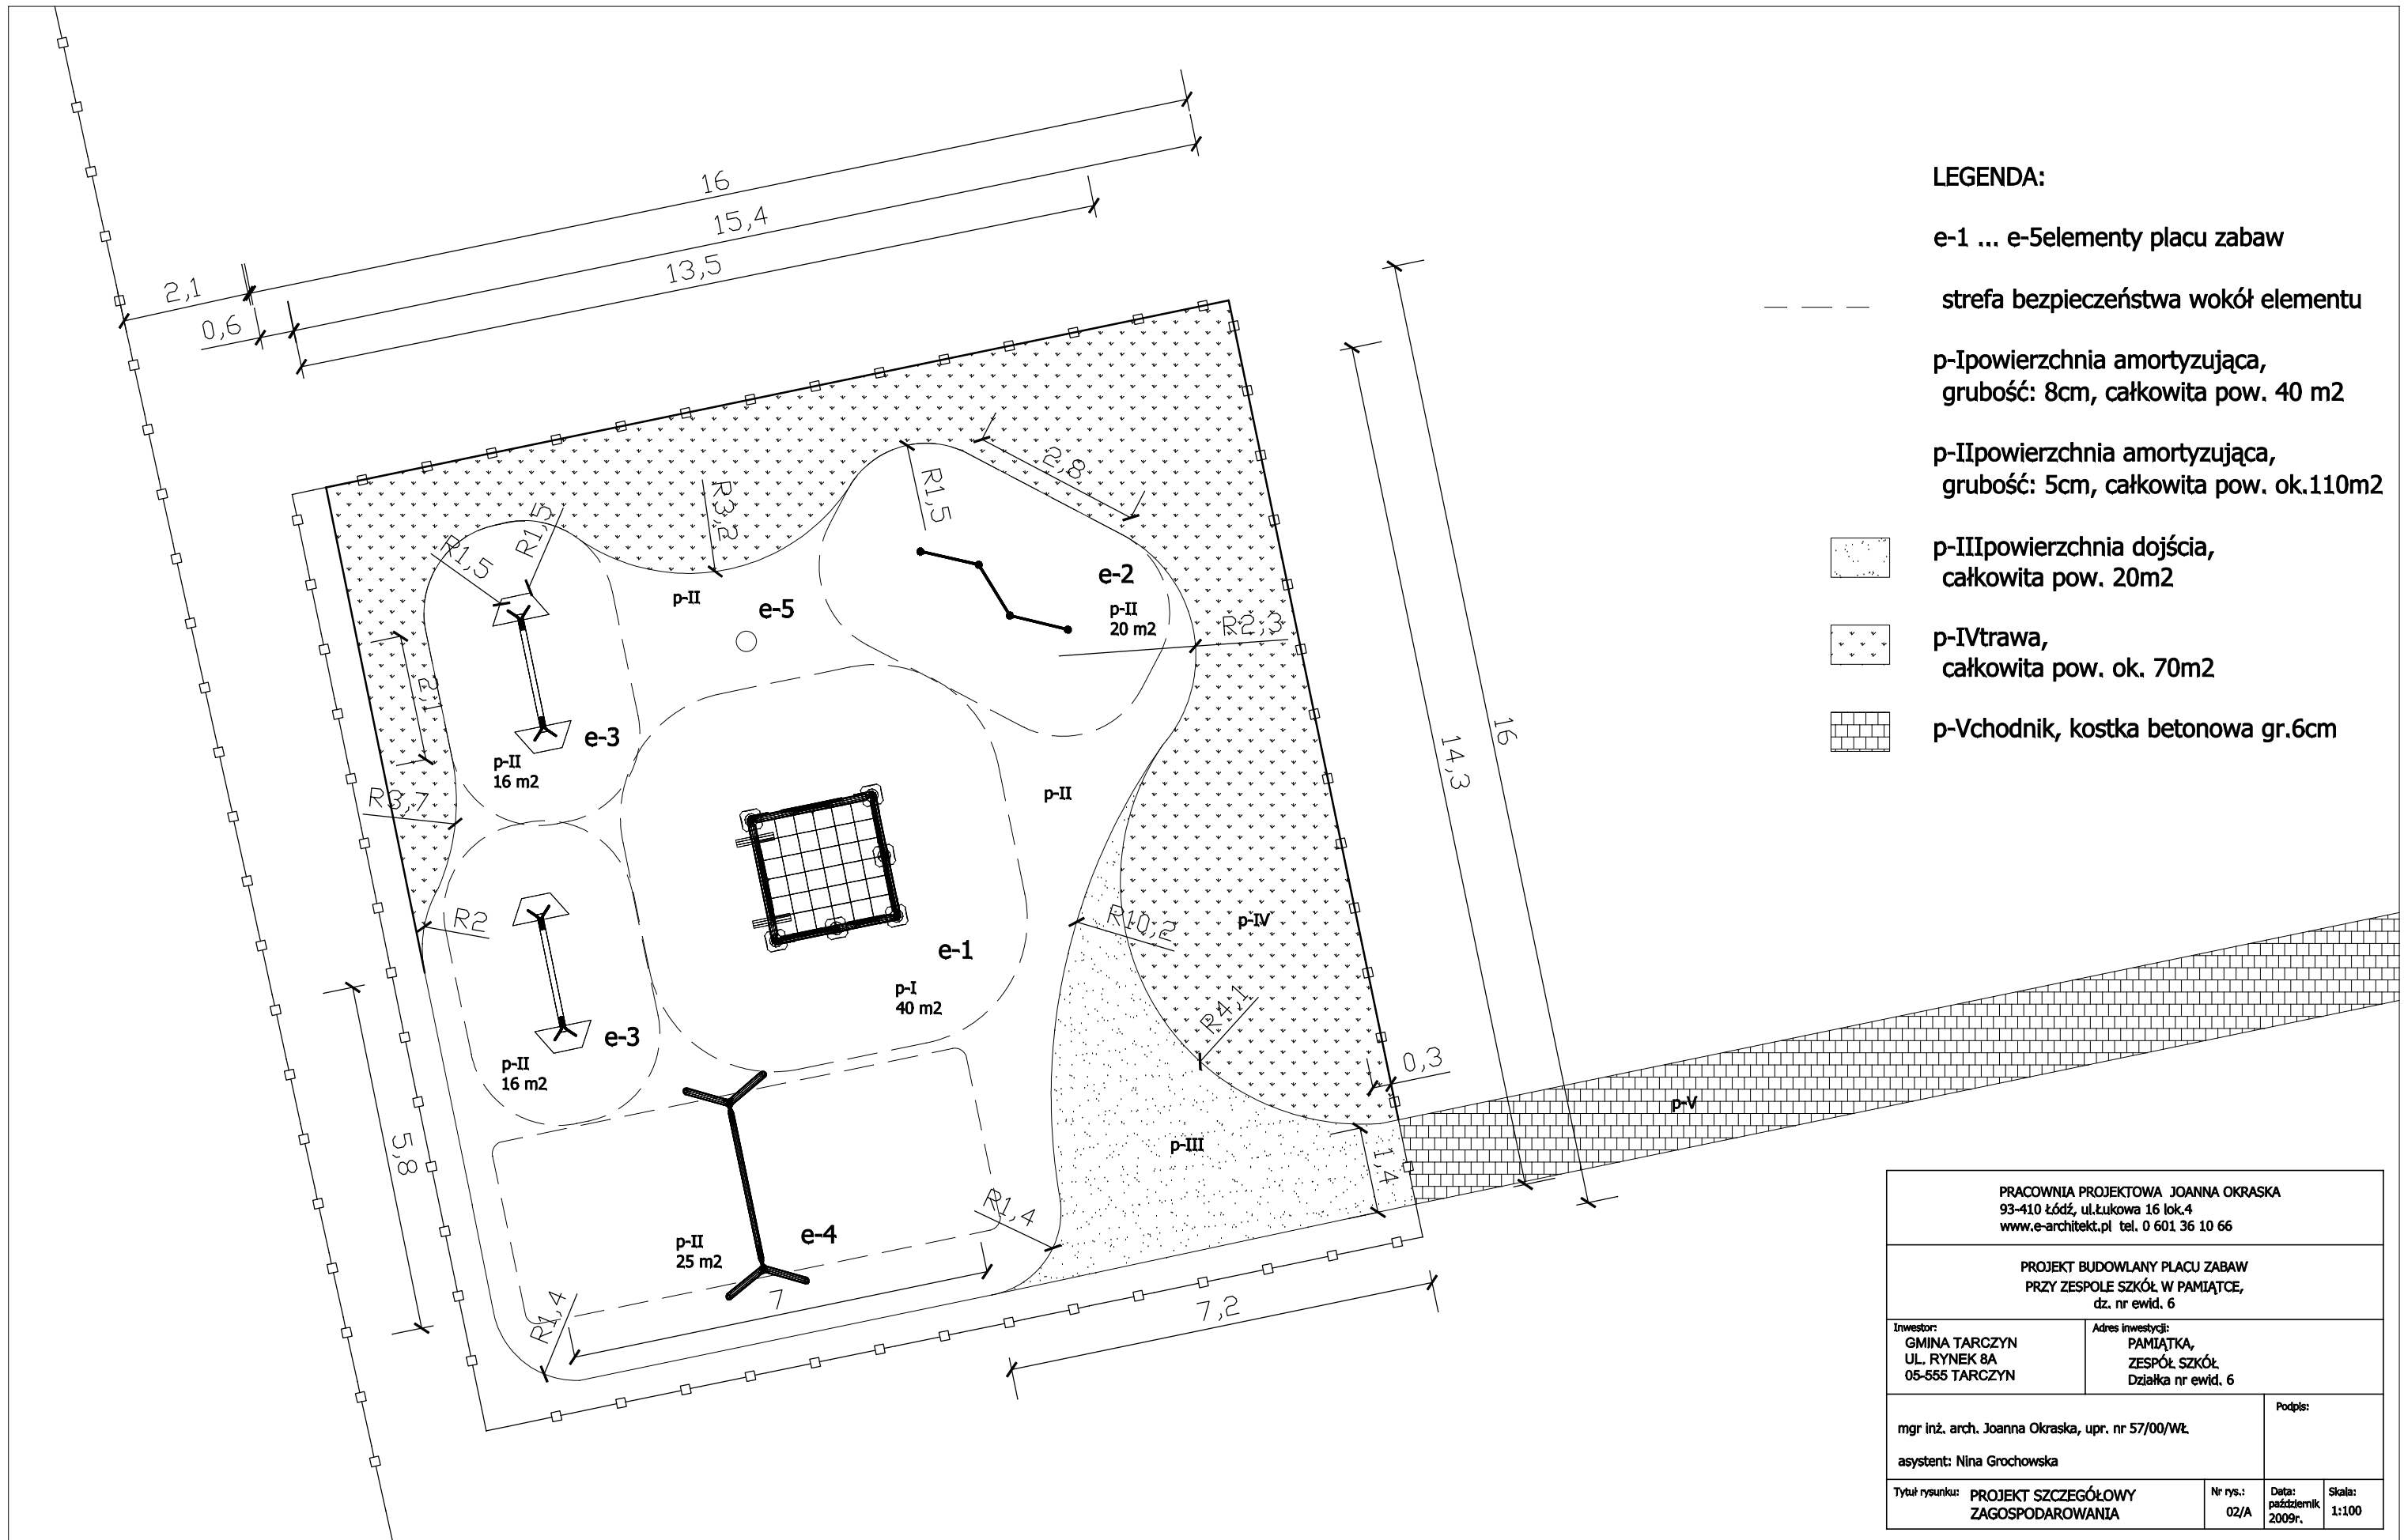 16
15,4
13,5
2,1
0,6
LEGENDA:
e-1 ... e-5elementy placu zabaw
strefa bezpieczeństwa wokół elementu
p-Ipowierzchnia amortyzująca,
grubość: 8cm, całkowita pow. 40 m2
p-IIpowierzchnia amortyzująca,
grubość: 5cm, całkowita pow. ok.110m2
p-IIIpowierzchnia dojścia,
całkowita pow. 20m2
p-IVtrawa,
całkowita pow. ok. 70m2
p-Vchodnik, kostka betonowa gr.6cm
2,8
R1,5
R3,2
R1,5
R1,5
e-2
p-II
20 m2
p-II
e-5
R2,3
2,1
e-3
p-II
16 m2
R3,7
p-II
16
14,3
R2
R10,2
p-IV
e-1
p-I
40 m2
R4,1
e-3
p-II
16 m2
0,3
p-V
5,8
p-III
1,4
R1,4
e-4
p-II
25 m2
7
R1,4
7,2
PRACOWNIA PROJEKTOWA JOANNA OKRASKA
93-410 Łódź, ul.Łukowa 16 lok.4
www.e-architekt.pl tel. 0 601 36 10 66
PROJEKT BUDOWLANY PLACU ZABAW
PRZY ZESPOLE SZKÓŁ W PAMIĄTCE,
dz. nr ewid. 6
Inwestor:
GMINA TARCZYN
UL. RYNEK 8A
05-555 TARCZYN
Adres inwestycji:
PAMIĄTKA,
ZESPÓŁ SZKÓŁ
Działka nr ewid. 6
mgr inż. arch. Joanna Okraska, upr. nr 57/00/WŁ
asystent: Nina Grochowska
Podpis:
Tytuł rysunku: PROJEKT SZCZEGÓŁOWY
ZAGOSPODAROWANIA
Nr rys.:
02/A
Data:
październik
2009r.
Skala:
1:100